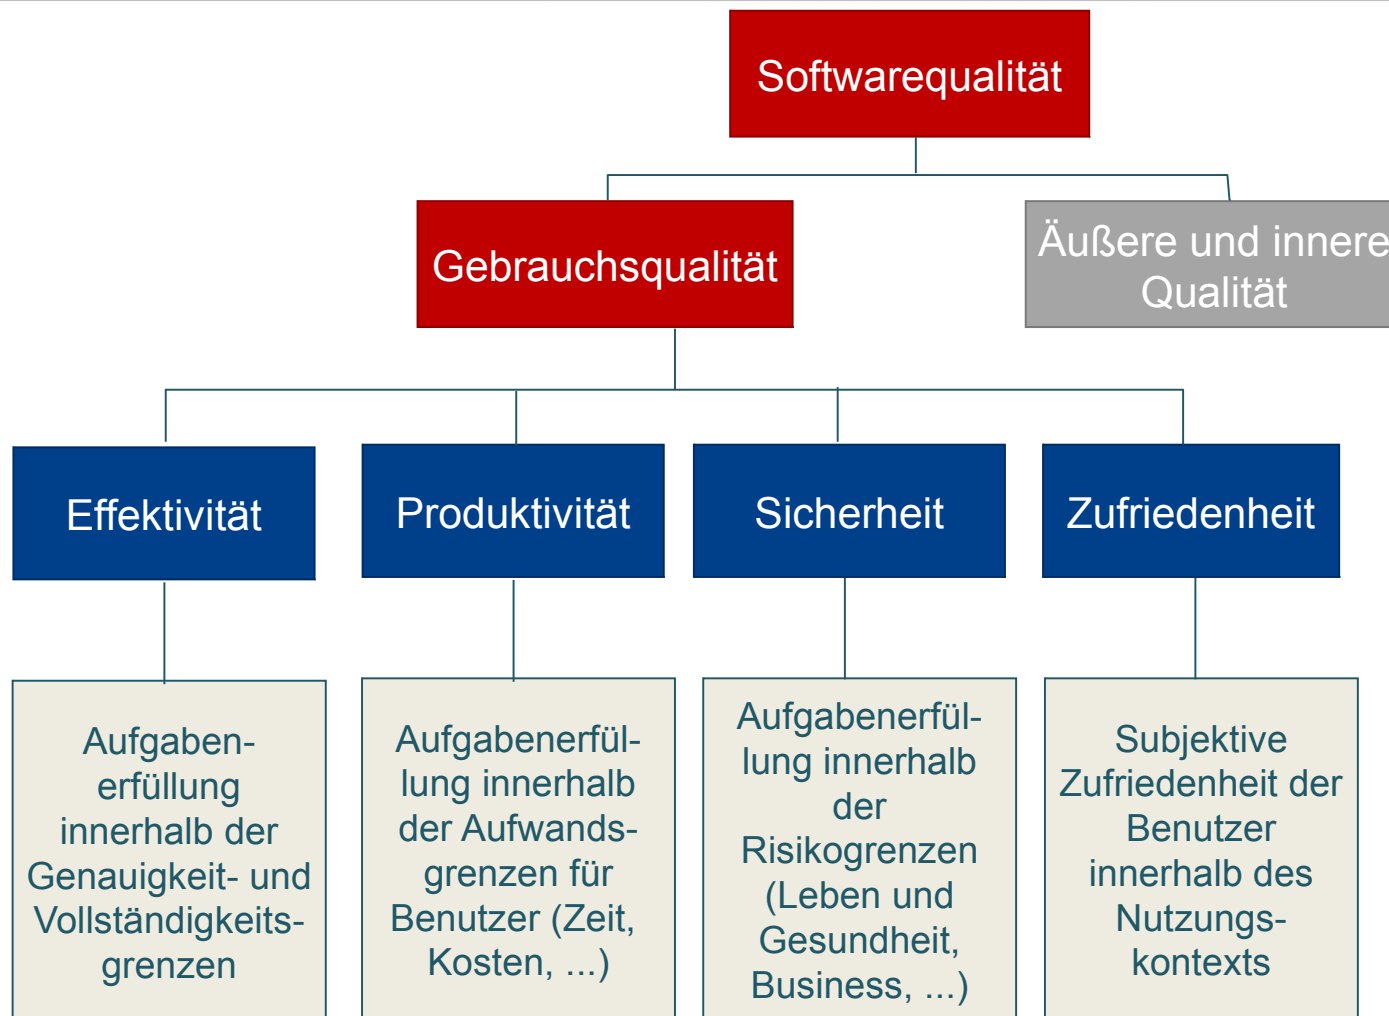 Softwarequalität
Gebrauchsqualität
Äußere und innere
Qualität
Effektivität
Produktivität
Sicherheit
Zufriedenheit
Aufgaben-
erfüllung
innerhalb der
Genauigkeit- und
Vollständigkeits-
grenzen
Aufgabenerfül-
lung innerhalb
der Aufwands-
grenzen für
Benutzer (Zeit,
Kosten, ...)
Aufgabenerfül-
lung innerhalb
der
Risikogrenzen
(Leben und
Gesundheit,
Business, ...)
Subjektive
Zufriedenheit der
Benutzer
innerhalb des
Nutzungs-
kontexts